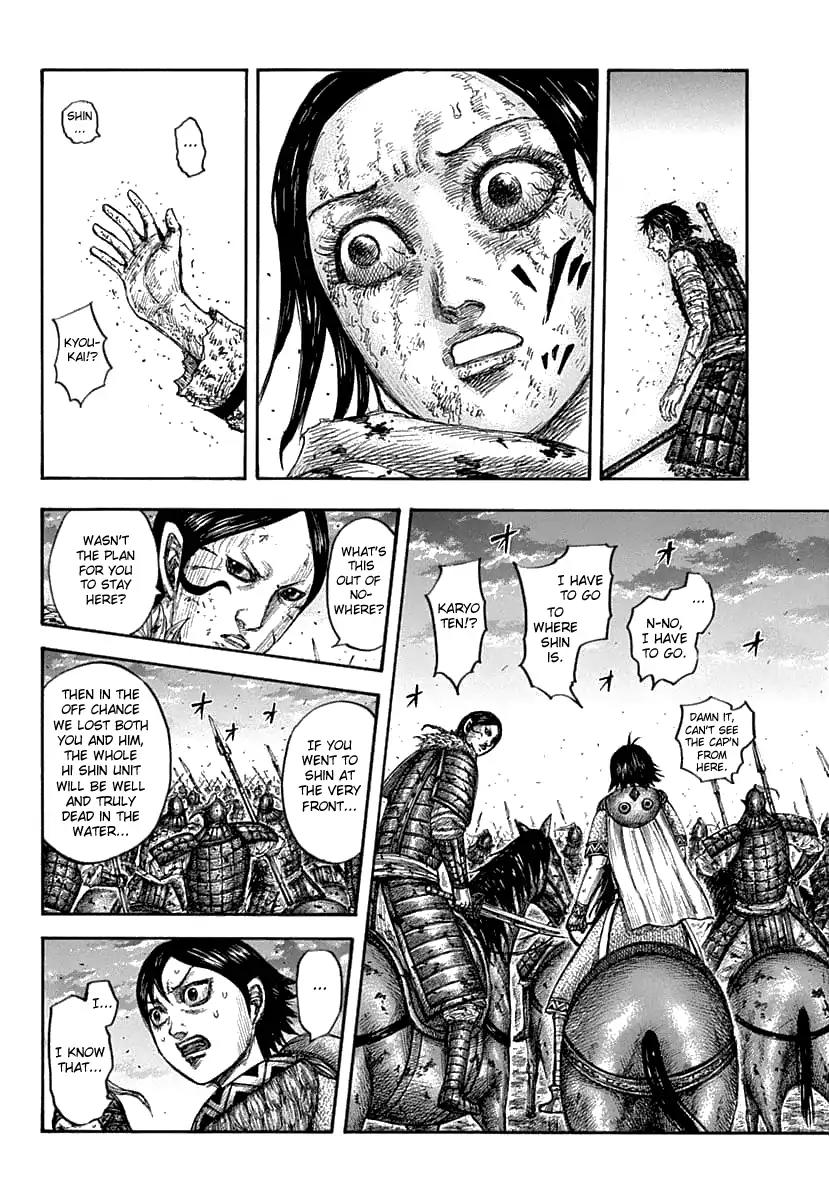 ...
SHIN
...
KYOU-
KAI!?
DAMN IT,
CAN'T SEE
THE CAP'N
FROM
HERE.
...
N-NO,
I HAVE
TO GO.
I HAVE
TO GO
TO
WHERE
SHIN
IS.
KARYO
TEN!?
WHAT'S
THIS
OUT OF
NO-
WHERE?
WASN'T
THE PLAN
FOR YOU
TO STAY
HERE?
IF YOU
WENT TO
SHIN AT
THE VERY
FRONT...
THEN IN THE
OFF CHANCE
WE LOST BOTH
YOU AND HIM,
THE WHOLE
HI SHIN UNIT
WILL BE WELL
AND TRULY
DEAD IN THE
WATER...
...
I...
I KNOW
THAT...